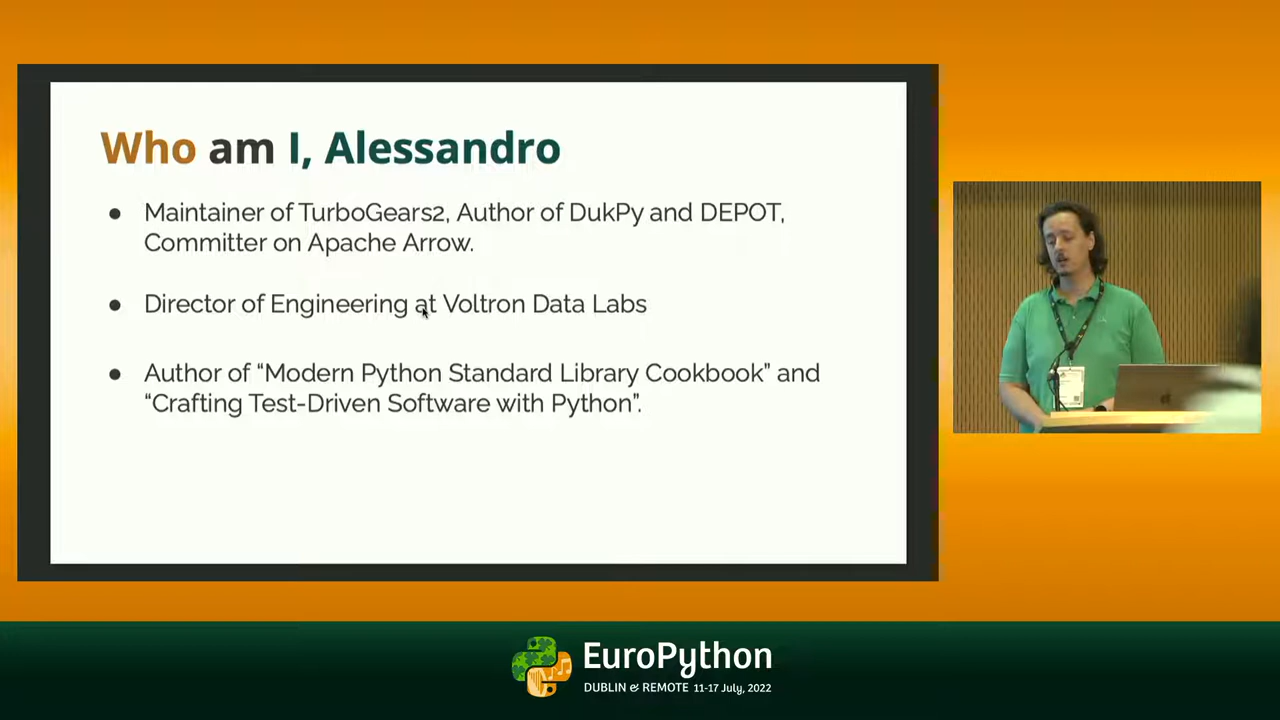 Who am I, Alessandro
● Maintainer of TurboGears2, Author of DukPy and DEPOT,
Committer on Apache Arrow.
● Director of Engineering at Voltron Data Labs
● Author of “Modern Python Standard Library Cookbook” and
“Crafting Test-Driven Software with Python”.
EuroPython
DUBLIN & REMOTE 11-17 July, 2022